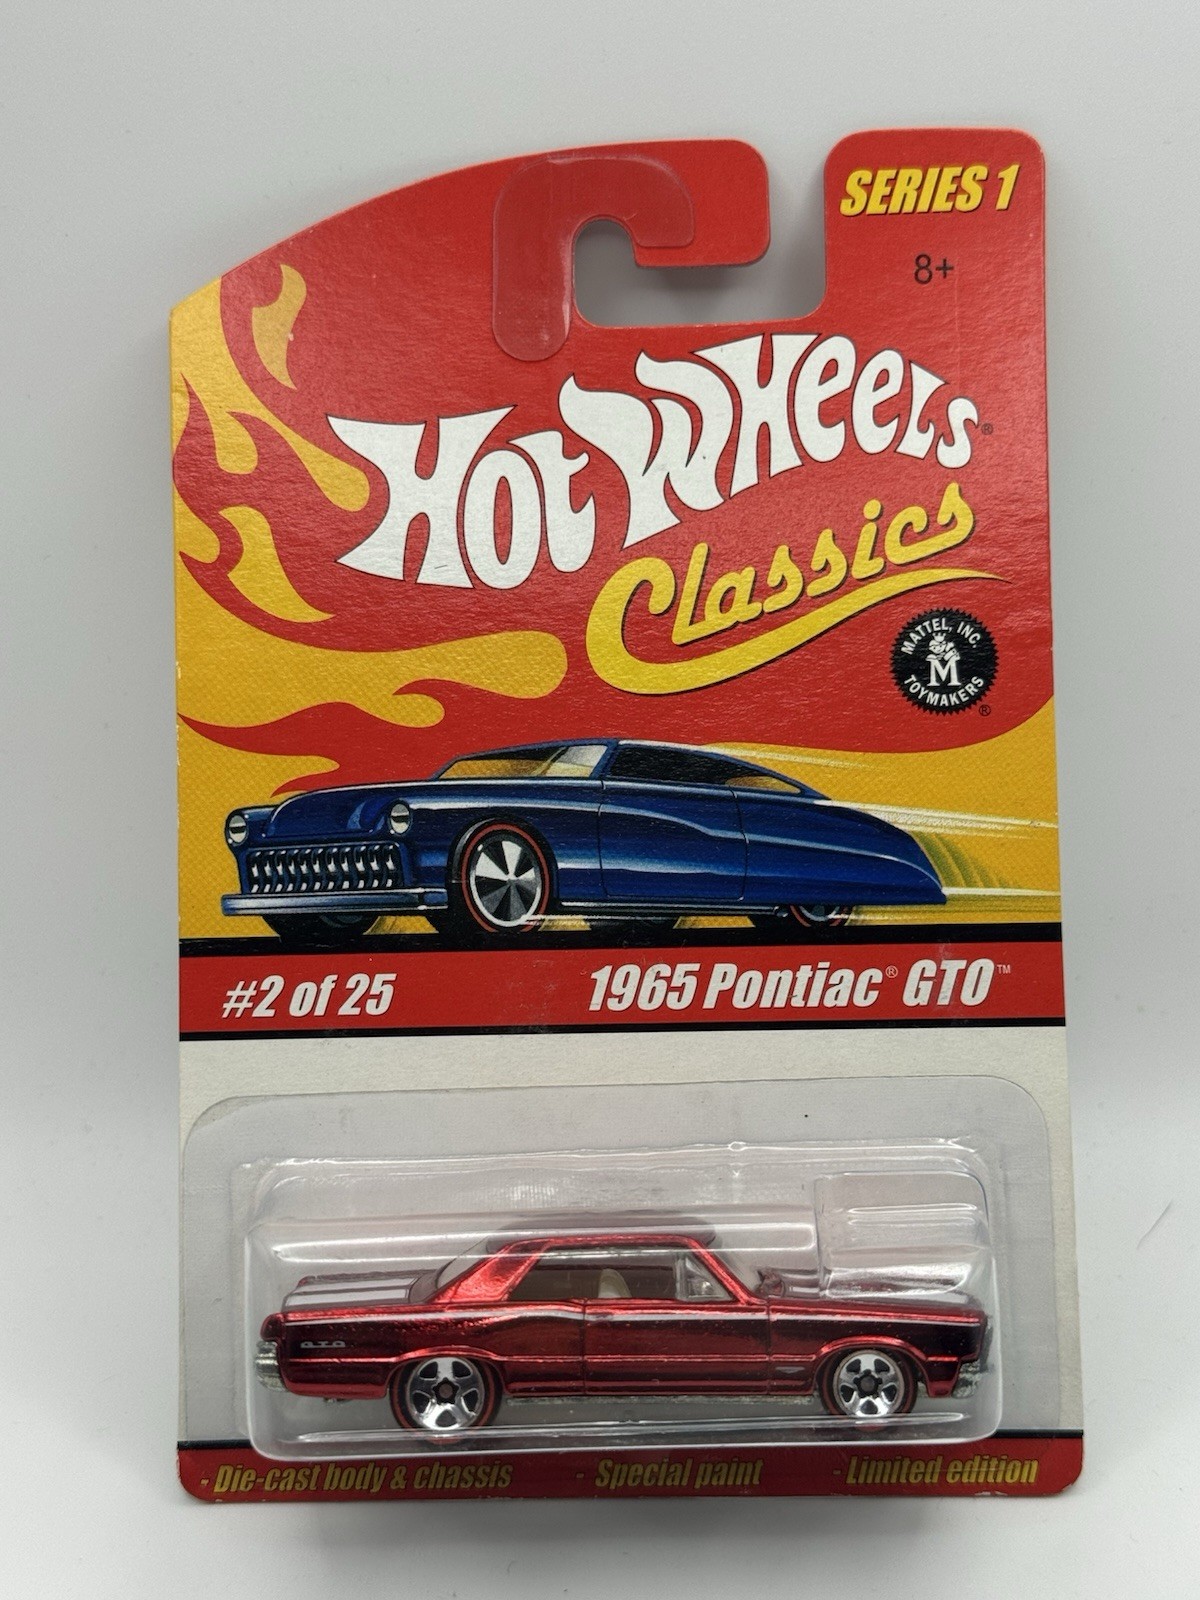 SERIES 1
8+
HOT WHEELS®
Classics
MATTEL, INC.
M
TOYMAKERS®
#2 of 25
1965 Pontiac® GTO™
GTO
- Die-cast body & chassis - Special paint - Limited edition